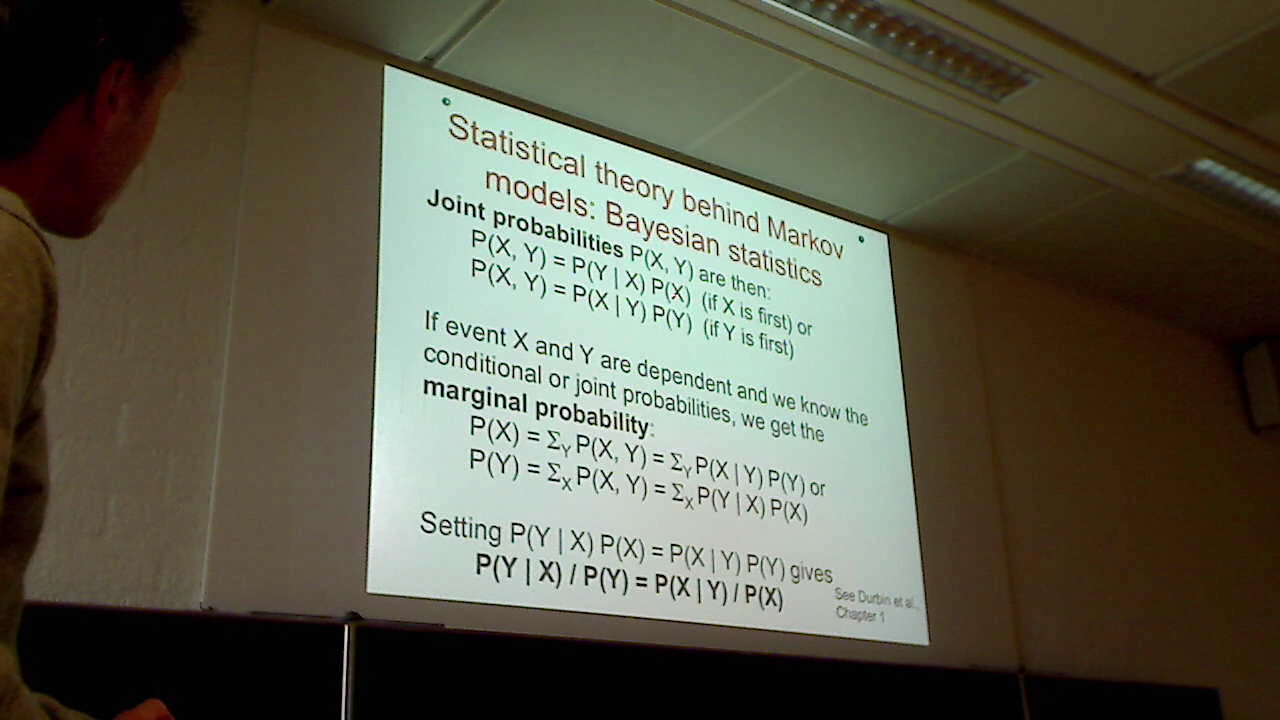 Statistical theory behind Markov
models: Bayesian statistics
Joint probabilities P(X, Y) are then:
P(X, Y) = P(Y | X) P(X) (if X is first) or
P(X, Y) = P(X | Y) P(Y) (if Y is first)
If event X and Y are dependent and we know the
conditional or joint probabilities, we get the
marginal probability:
P(X) = Σ_Y P(X, Y) = Σ_Y P(X | Y) P(Y) or
P(Y) = Σ_X P(X, Y) = Σ_X P(Y | X) P(X)
Setting P(Y | X) P(X) = P(X | Y) P(Y) gives
P(Y | X) / P(Y) = P(X | Y) / P(X)
See Durbin et al.,
Chapter 1